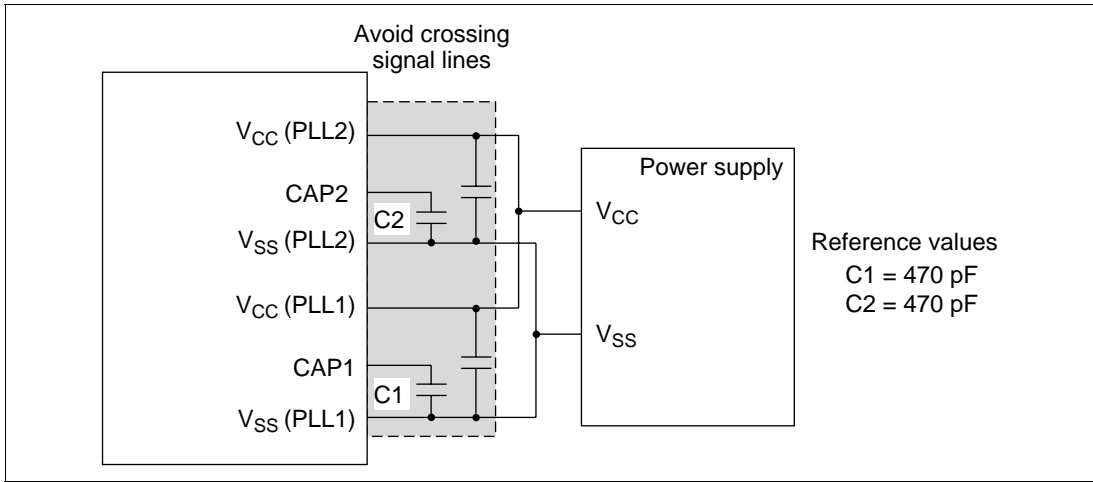 Avoid crossing
signal lines
VCC (PLL2)
CAP2
C2
VSS (PLL2)
VCC (PLL1)
CAP1
C1
VSS (PLL1)
Power supply
VCC
VSS
Reference values
C1 = 470 pF
C2 = 470 pF